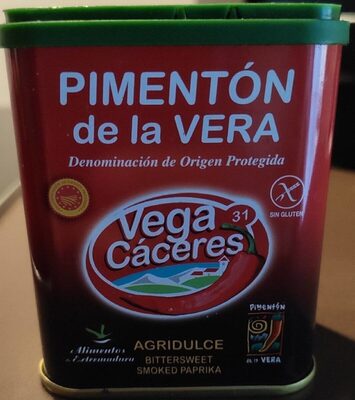 PIMENTÓN
de la VERA
Denominación de Origen Protegida
SIN GLUTEN
Vega 31
Cáceres
Alimentos
de Extremadura
AGRIDULCE
BITTERSWEET
SMOKED PAPRIKA
PIMENTÓN
DE LA VERA